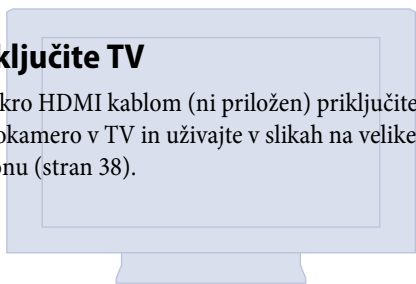 ključite TV
kro HDMI kablom (ni priložen) priključite
okamero v TV in uživajte v slikah na velike
onu (stran 38).